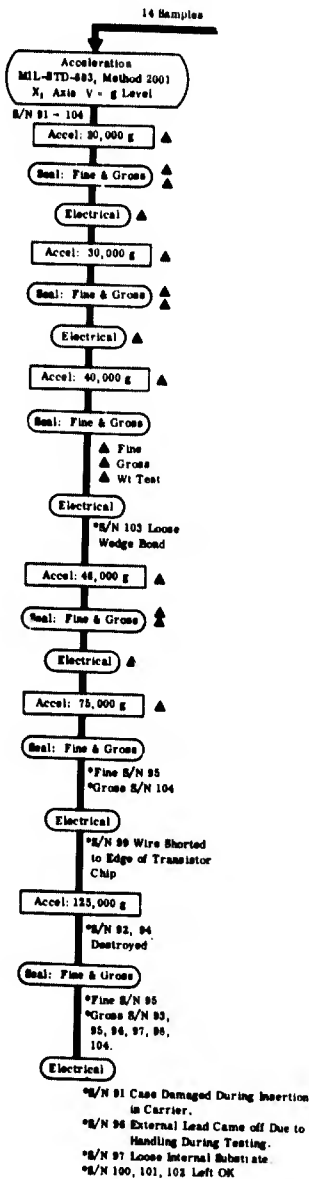 14 Samples
Acceleration
MIL-STD-883, Method 2001
X₁ Axis V = g Level
S/N 91 - 104
Accel: 20,000 g
Seal: Fine & Gross
Electrical
Accel: 30,000 g
Seal: Fine & Gross
Electrical
Accel: 40,000 g
Seal: Fine & Gross
▲ Fine
▲ Gross
▲ Wt Test
Electrical
*S/N 103 Loose
Wedge Bond
Accel: 46,000 g
Seal: Fine & Gross
Electrical
Accel: 75,000 g
Seal: Fine & Gross
*Fine S/N 95
*Gross S/N 104
Electrical
*S/N 99 Wire Shorted
to Edge of Transistor
Chip
Accel: 125,000 g
*S/N 92, 94
Destroyed
Seal: Fine & Gross
*Fine S/N 95
*Gross S/N 93,
95, 96, 97, 98,
104.
Electrical
*S/N 91 Case Damaged During Insertion
in Carrier.
*S/N 96 External Lead Came off Due to
Handling During Testing.
*S/N 97 Loose Internal Substrate
*S/N 100, 101, 102 Left OK